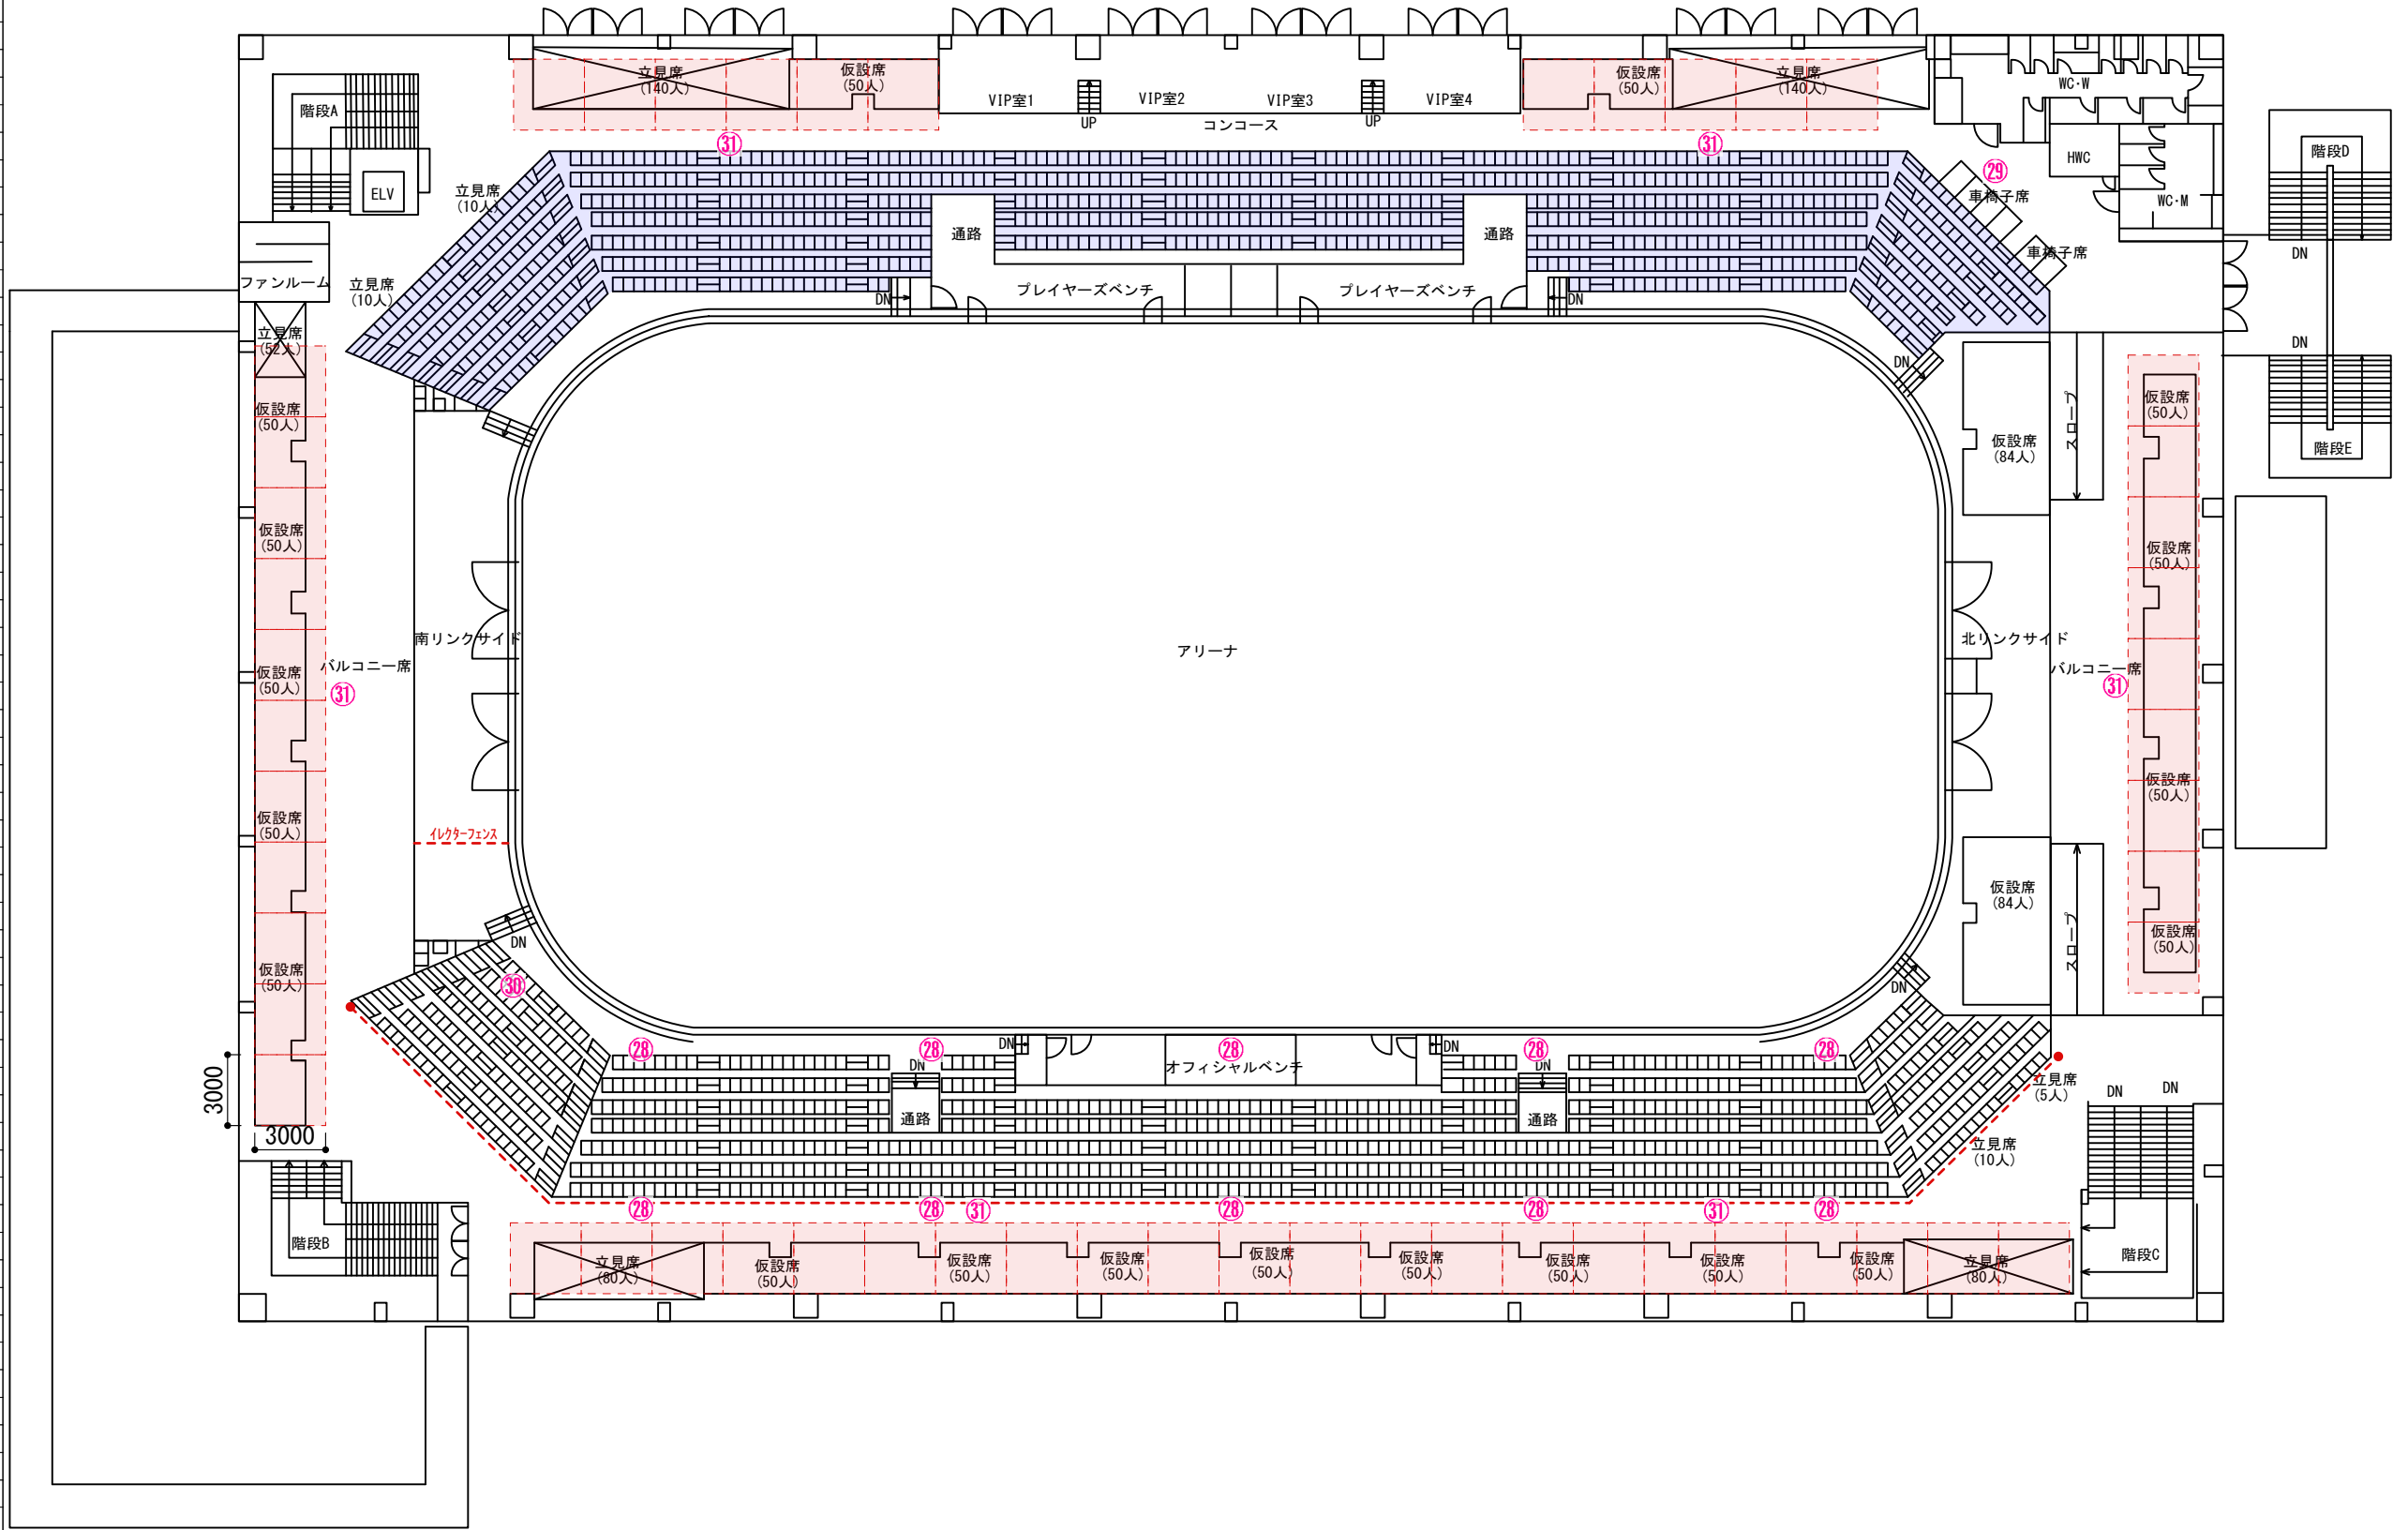 立見席
(140人)
仮設席
(50人)
VIP室1
VIP室2
VIP室3
VIP室4
UP
コンコース
UP
仮設席
(50人)
立見席
(140人)
WC・W
階段A
㉛
㉛
ELV
立見席
(10人)
HWC
㉙
車椅子席
WC・M
階段D
通路
通路
車椅子席
DN
ファンルーム
立見席
(10人)
DN
プレイヤーズベンチ
プレイヤーズベンチ
DN
立見席
(52人)
DN
DN
仮設席
(50人)
スロープ
仮設席
(84人)
仮設席
(50人)
階段E
仮設席
(50人)
仮設席
(50人)
南リンクサイド
アリーナ
北リンクサイド
バルコニー席
バルコニー席
仮設席
(50人)
㉛
㉛
仮設席
(50人)
仮設席
(50人)
イレクターフェンス
仮設席
(84人)
スロープ
仮設席
(50人)
DN
仮設席
(50人)
㉚
DN
㉘
㉘
DN
㉘
DN
㉘
㉘
オフィシャルベンチ
DN
DN
通路
通路
立見席
(5人)
DN
DN
3000
3000
立見席
(10人)
㉘
㉘
㉛
㉘
㉘
㉛
㉘
階段B
階段C
立見席
(80人)
仮設席
(50人)
仮設席
(50人)
仮設席
(50人)
仮設席
(50人)
仮設席
(50人)
仮設席
(50人)
仮設席
(50人)
仮設席
(50人)
立見席
(80人)